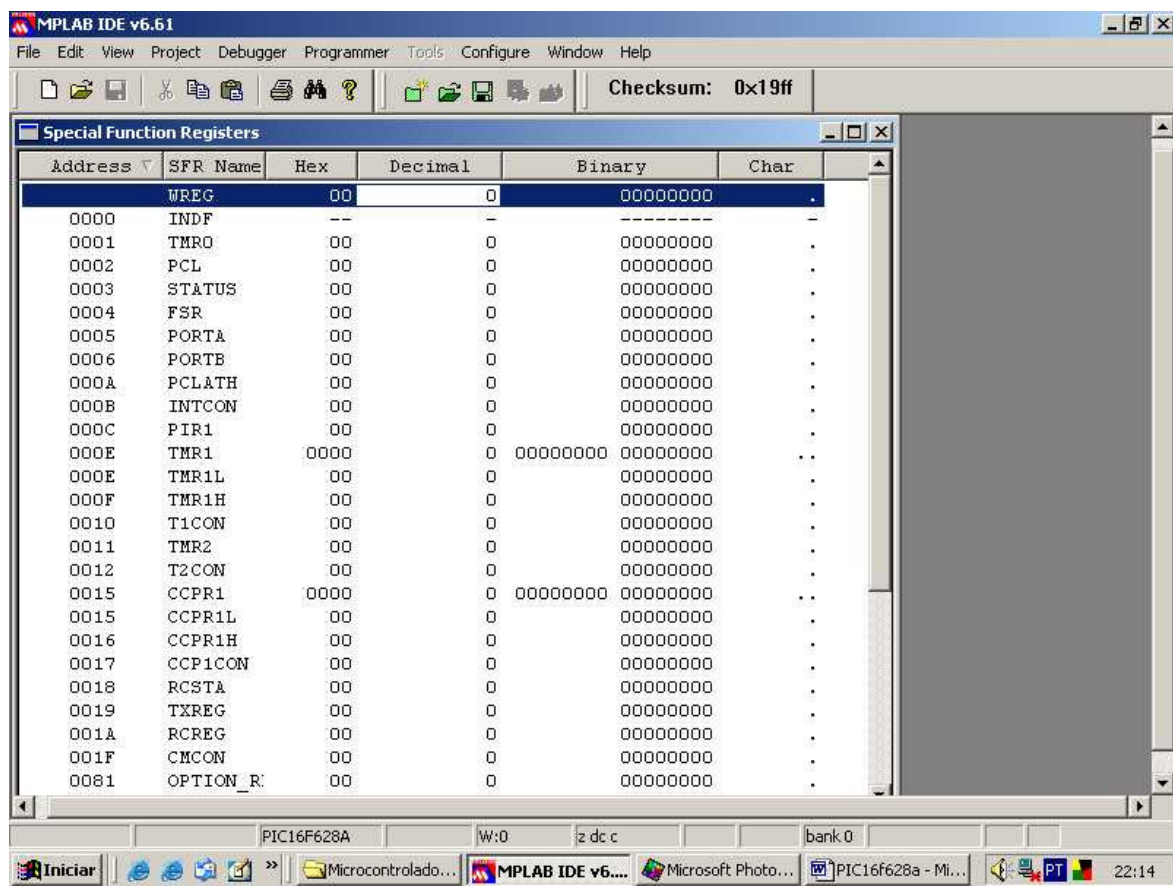 MPLAB IDE v6.61
File Edit View Project Debugger Programmer Tools Configure Window Help
Checksum: 0x19ff
Special Function Registers
Address SFR Name Hex Decimal Binary Char
WREG 00 0 00000000 .
0000 INDF -- - -------- -
0001 TMR0 00 0 00000000 .
0002 PCL 00 0 00000000 .
0003 STATUS 00 0 00000000 .
0004 FSR 00 0 00000000 .
0005 PORTA 00 0 00000000 .
0006 PORTB 00 0 00000000 .
000A PCLATH 00 0 00000000 .
000B INTCON 00 0 00000000 .
000C PIR1 00 0 00000000 .
000E TMR1 0000 0 00000000 00000000 ..
000E TMR1L 00 0 00000000 .
000F TMR1H 00 0 00000000 .
0010 T1CON 00 0 00000000 .
0011 TMR2 00 0 00000000 .
0012 T2CON 00 0 00000000 .
0015 CCPR1 0000 0 00000000 00000000 ..
0015 CCPR1L 00 0 00000000 .
0016 CCPR1H 00 0 00000000 .
0017 CCP1CON 00 0 00000000 .
0018 RCSTA 00 0 00000000 .
0019 TXREG 00 0 00000000 .
001A RCREG 00 0 00000000 .
001F CMCON 00 0 00000000 .
0081 OPTION_R 00 0 00000000 .
PIC16F628A W:0 z dc c bank 0
Iniciar » Microcontrolado... MPLAB IDE v6.... Microsoft Photo... PIC16f628a - Mi... PT 22:14